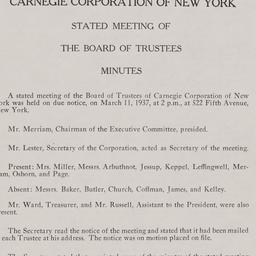 CARNEGIE CORPORATION OF NEW YORK
STATED MEETING OF
THE BOARD OF TRUSTEES
MINUTES
A stated meeting of the Board of Trustees of Carnegie Corporation of New
ork was held on due notice, on March 11, 1937, at 2 p.m., at 522 Fifth Avenue,
ew York.
Mr. Merriam, Chairman of the Executive Committee, presided.
Mr. Lester, Secretary of the Corporation, acted as Secretary of the meeting.
Present: Mrs. Miller, Messrs. Arbuthnot, Jessup, Keppel, Leffingwell, Mer-
am, Osborn, and Page.
Absent: Messrs. Baker, Butler, Church, Coffman, James, and Kelley.
Mr. Ward, Treasurer, and Mr. Russell, Assistant to the President, were also
esent.
The Secretary read the notice of the meeting and stated that it had been mailed
each Trustee at his address. The notice was on motion placed on file.